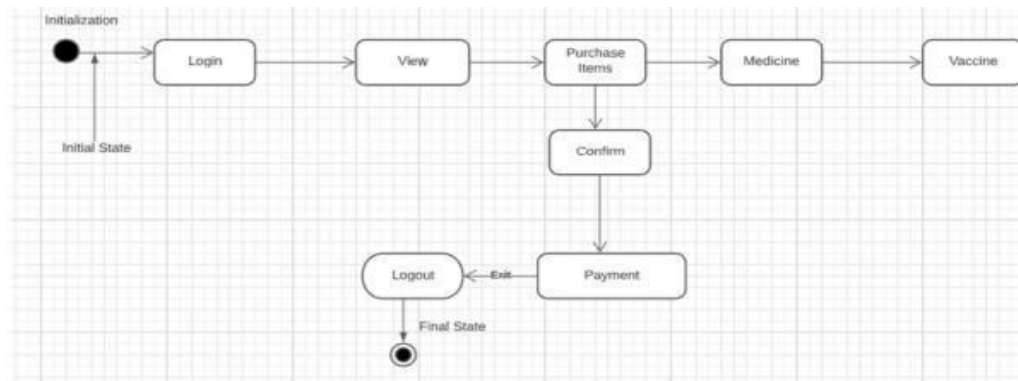 Initialization
Login
View
Purchase
Items
Medicine
Vaccine
Initial State
Confirm
Logout
Exit
Payment
Final State